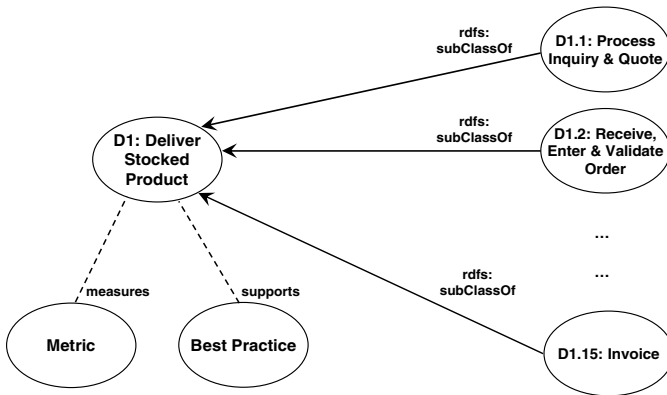 rdfs:
subClassOf
D1.1: Process
Inquiry & Quote
rdfs:
subClassOf
D1: Deliver
Stocked
Product
D1.2: Receive,
Enter & Validate
Order
...
...
rdfs:
subClassOf
measures
supports
Metric
Best Practice
D1.15: Invoice